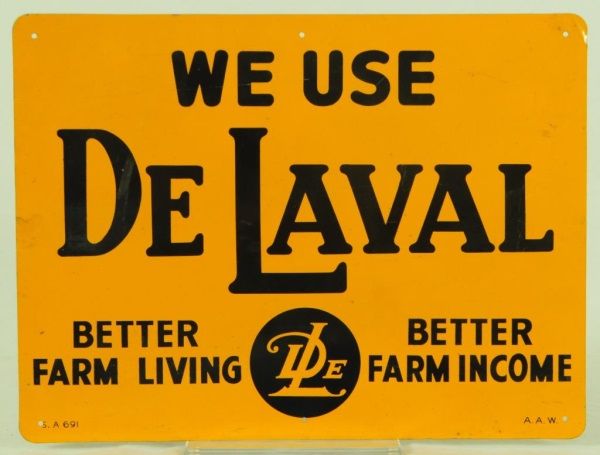 WE USE
DE LAVAL
BETTER FARM LIVING
DLE
BETTER FARM INCOME
S. A 691
A. A. W.